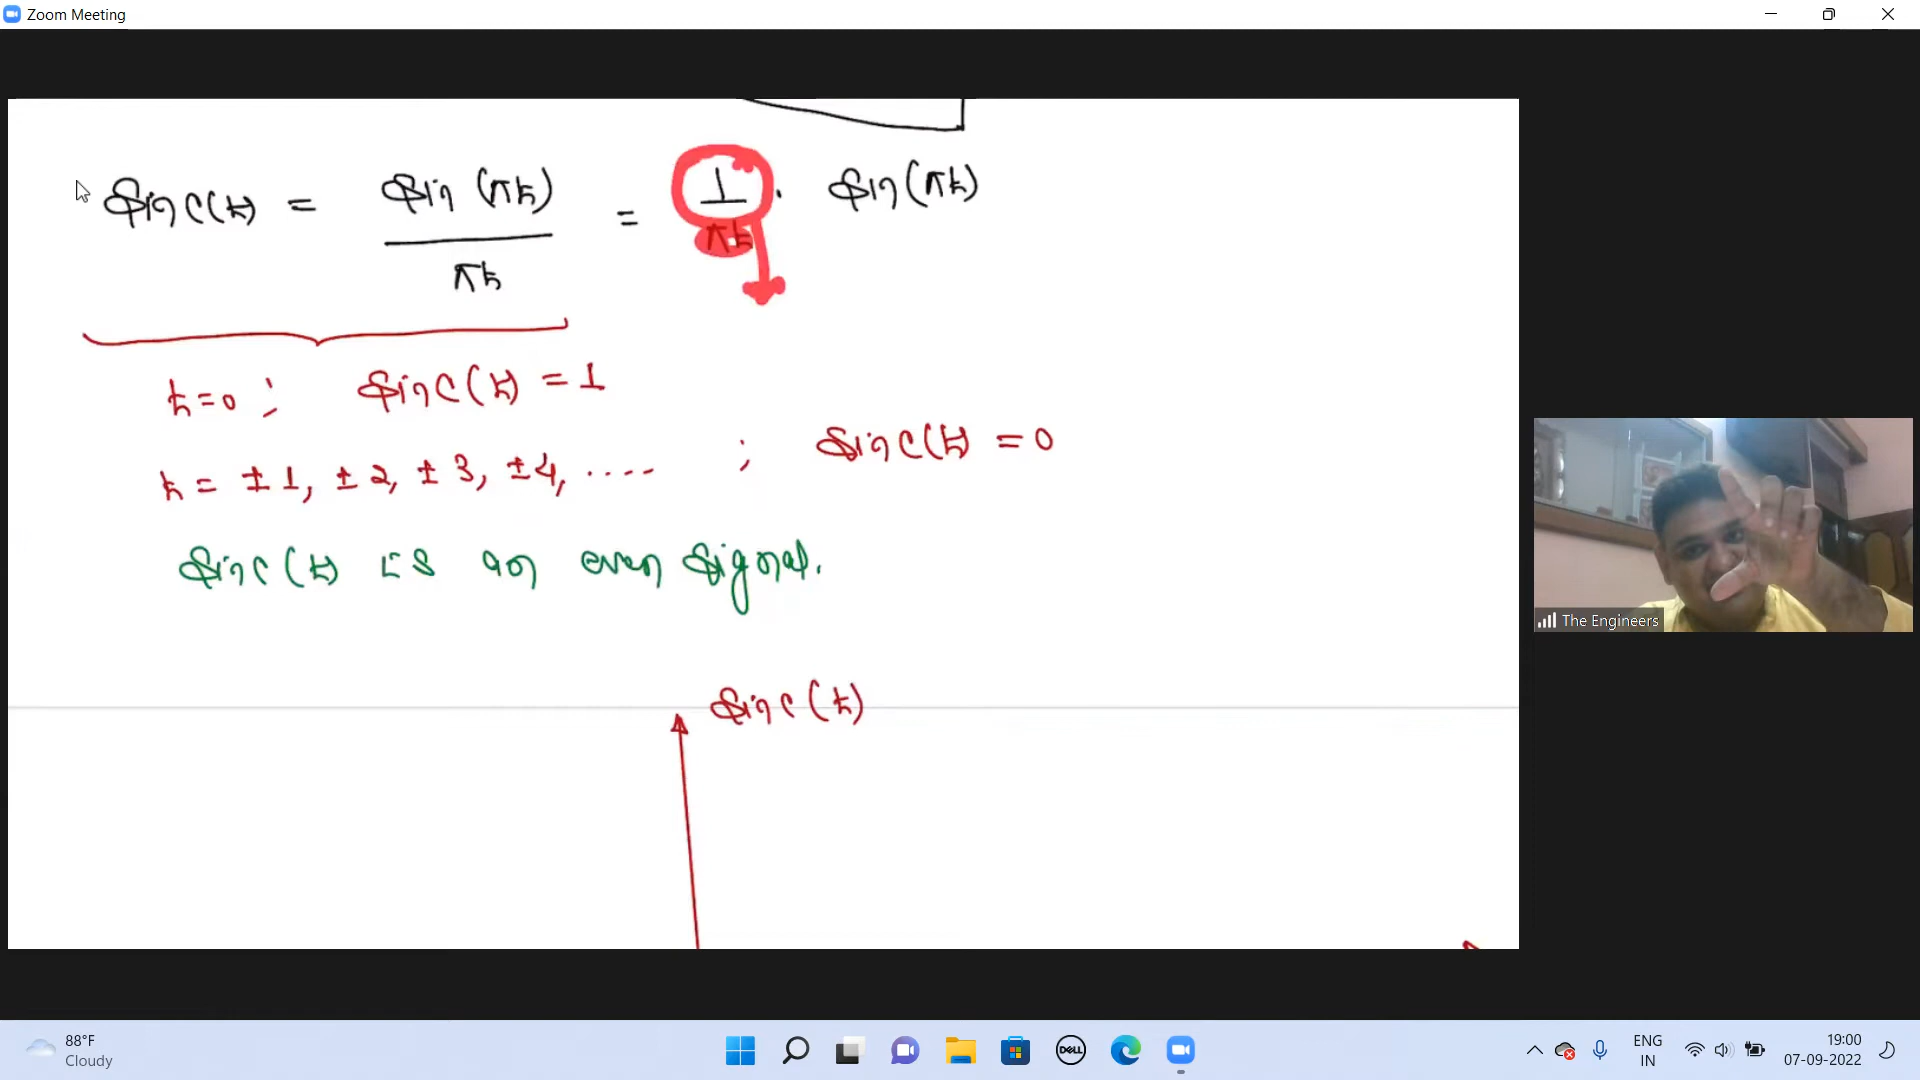 Zoom Meeting
Sinc(t) = Sin(πt) / πt = 1/πt . Sin(πt)
t=0 ; Sinc(t) = 1
t = ±1, ±2, ±3, ±4, .... ; Sinc(t) = 0
Sinc(t) is an even signal.
Sinc(t)
The Engineers
88°F
Cloudy
DELL
ENG
IN
19:00
07-09-2022